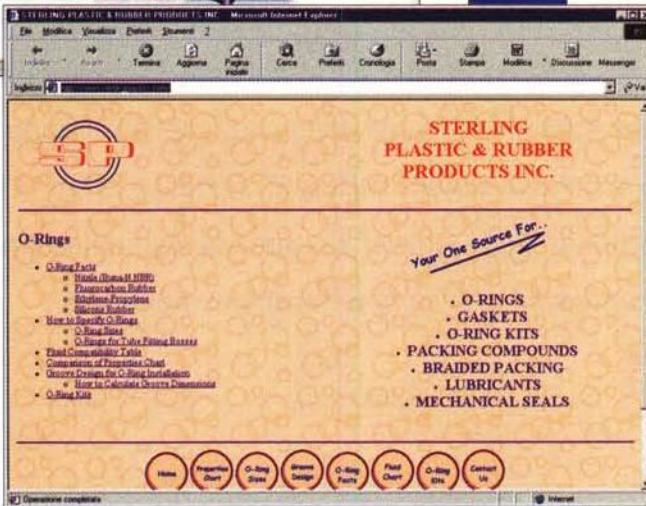 STERLING PLASTIC & RUBBER PRODUCTS INC. - Microsoft Internet Explorer
File Modifica Visualizza Preferiti Strumenti ?
Indietro Avanti Termina Aggiorna Pagina iniziale Cerca Preferiti Cronologia Posta Stampa Modifica Discussione Messenger
Indirizzo Vai
SP
STERLING
PLASTIC & RUBBER
PRODUCTS INC.
O-Rings
Your One Source For..
O-Ring Facts
Nitrile (Buna-N, NBR)
Fluorocarbon Rubber
Ethylene-Propylene
Silicone Rubber
How to Specify O-Rings
O-Ring Sizes
O-Rings for Tube Fitting Bosses
Fluid Compatibility Table
Comparison of Properties Chart
Groove Design for O-Ring Installation
How to Calculate Groove Dimensions
O-Ring Kits
• O-RINGS
• GASKETS
• O-RING KITS
• PACKING COMPOUNDS
• BRAIDED PACKING
• LUBRICANTS
• MECHANICAL SEALS
Home
Properties Chart
O-Ring Sizes
Groove Design
O-Ring Facts
Fluid Chart
O-Ring Kits
Contact Us
Operazione completata
Internet